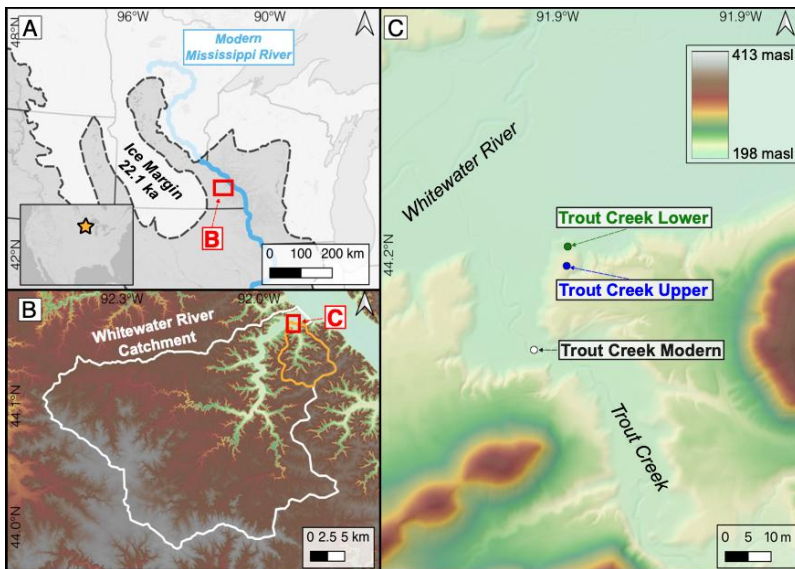 A
96°W
90°W
48°N
Modern
Mississippi River
Ice Margin
22.1 ka
B
0 100 200 km
42°N
B
92.3°W
92.0°W
Whitewater River
Catchment
C
44.1°N
44.0°N
0 2.5 5 km
C
91.9°W
91.9°W
413 masl
198 masl
Whitewater River
44.2°N
Trout Creek Lower
Trout Creek Upper
Trout Creek Modern
Trout Creek
0 5 10 m